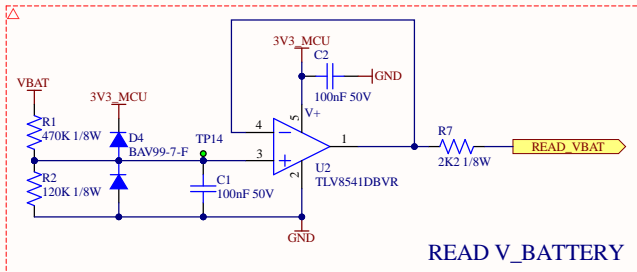 3V3_MCU
C2
GND
100nF 50V
VBAT
3V3_MCU
V+
R1
470K 1/8W
D4
BAV99-7-F
TP14
5
4
3
1
2
R7
2K2 1/8W
READ_VBAT
U2
TLV8541DBVR
R2
120K 1/8W
C1
100nF 50V
GND
READ V_BATTERY